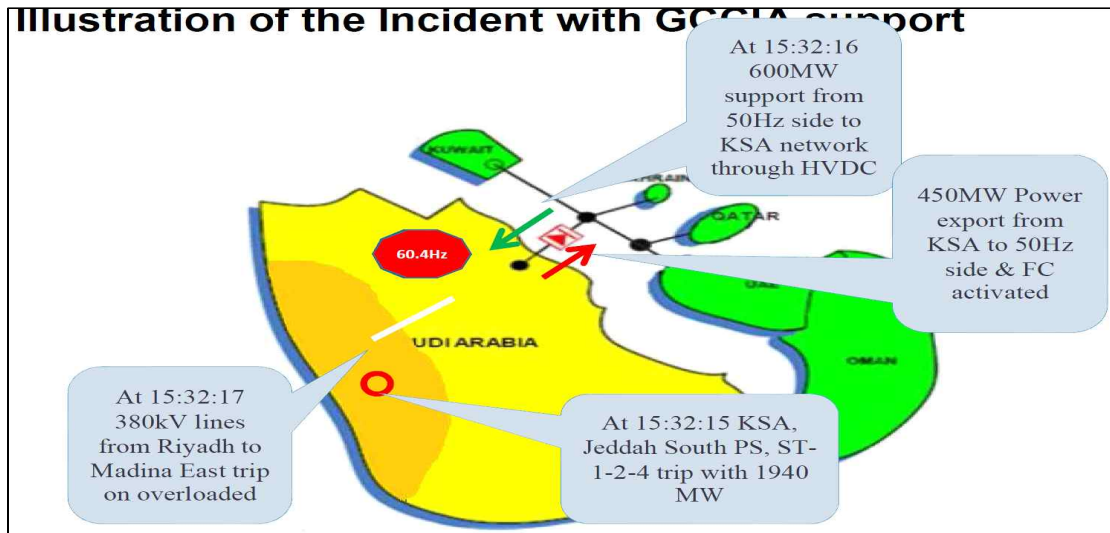 Illustration of the Incident with GCCIA support
At 15:32:16
600MW
support from
50Hz side to
KSA network
through HVDC
KUWAIT
QATAR
450MW Power
export from
KSA to 50Hz
side & FC
activated
60.4Hz
UDI ARABIA
OMAN
At 15:32:17
380kV lines
from Riyadh to
Madina East trip
on overloaded
At 15:32:15 KSA,
Jeddah South PS, ST-
1-2-4 trip with 1940
MW